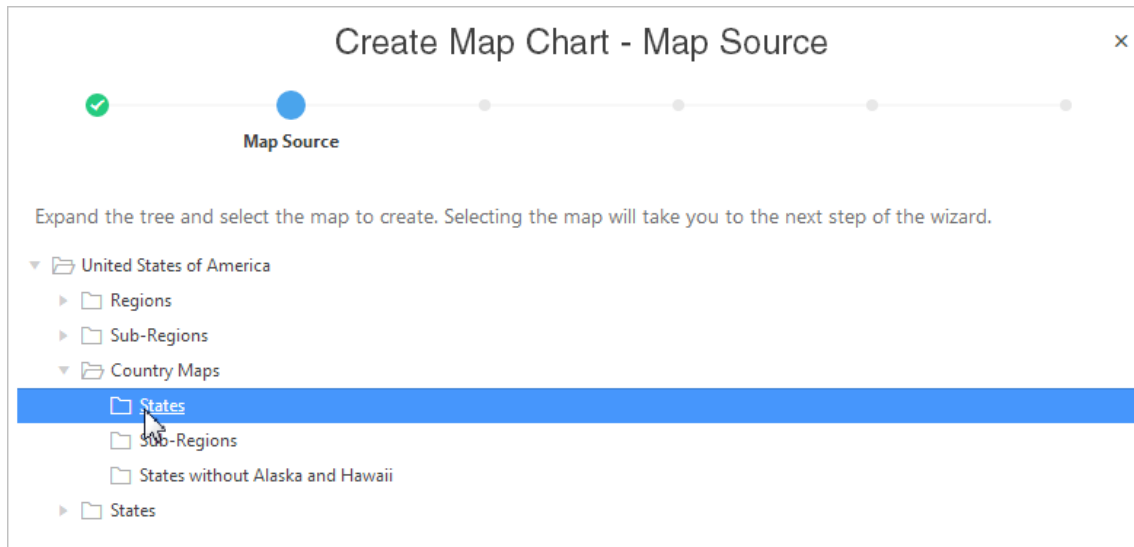 Create Map Chart - Map Source
Map Source
Expand the tree and select the map to create. Selecting the map will take you to the next step of the wizard.
United States of America
Regions
Sub-Regions
Country Maps
States
Sub-Regions
States without Alaska and Hawaii
States